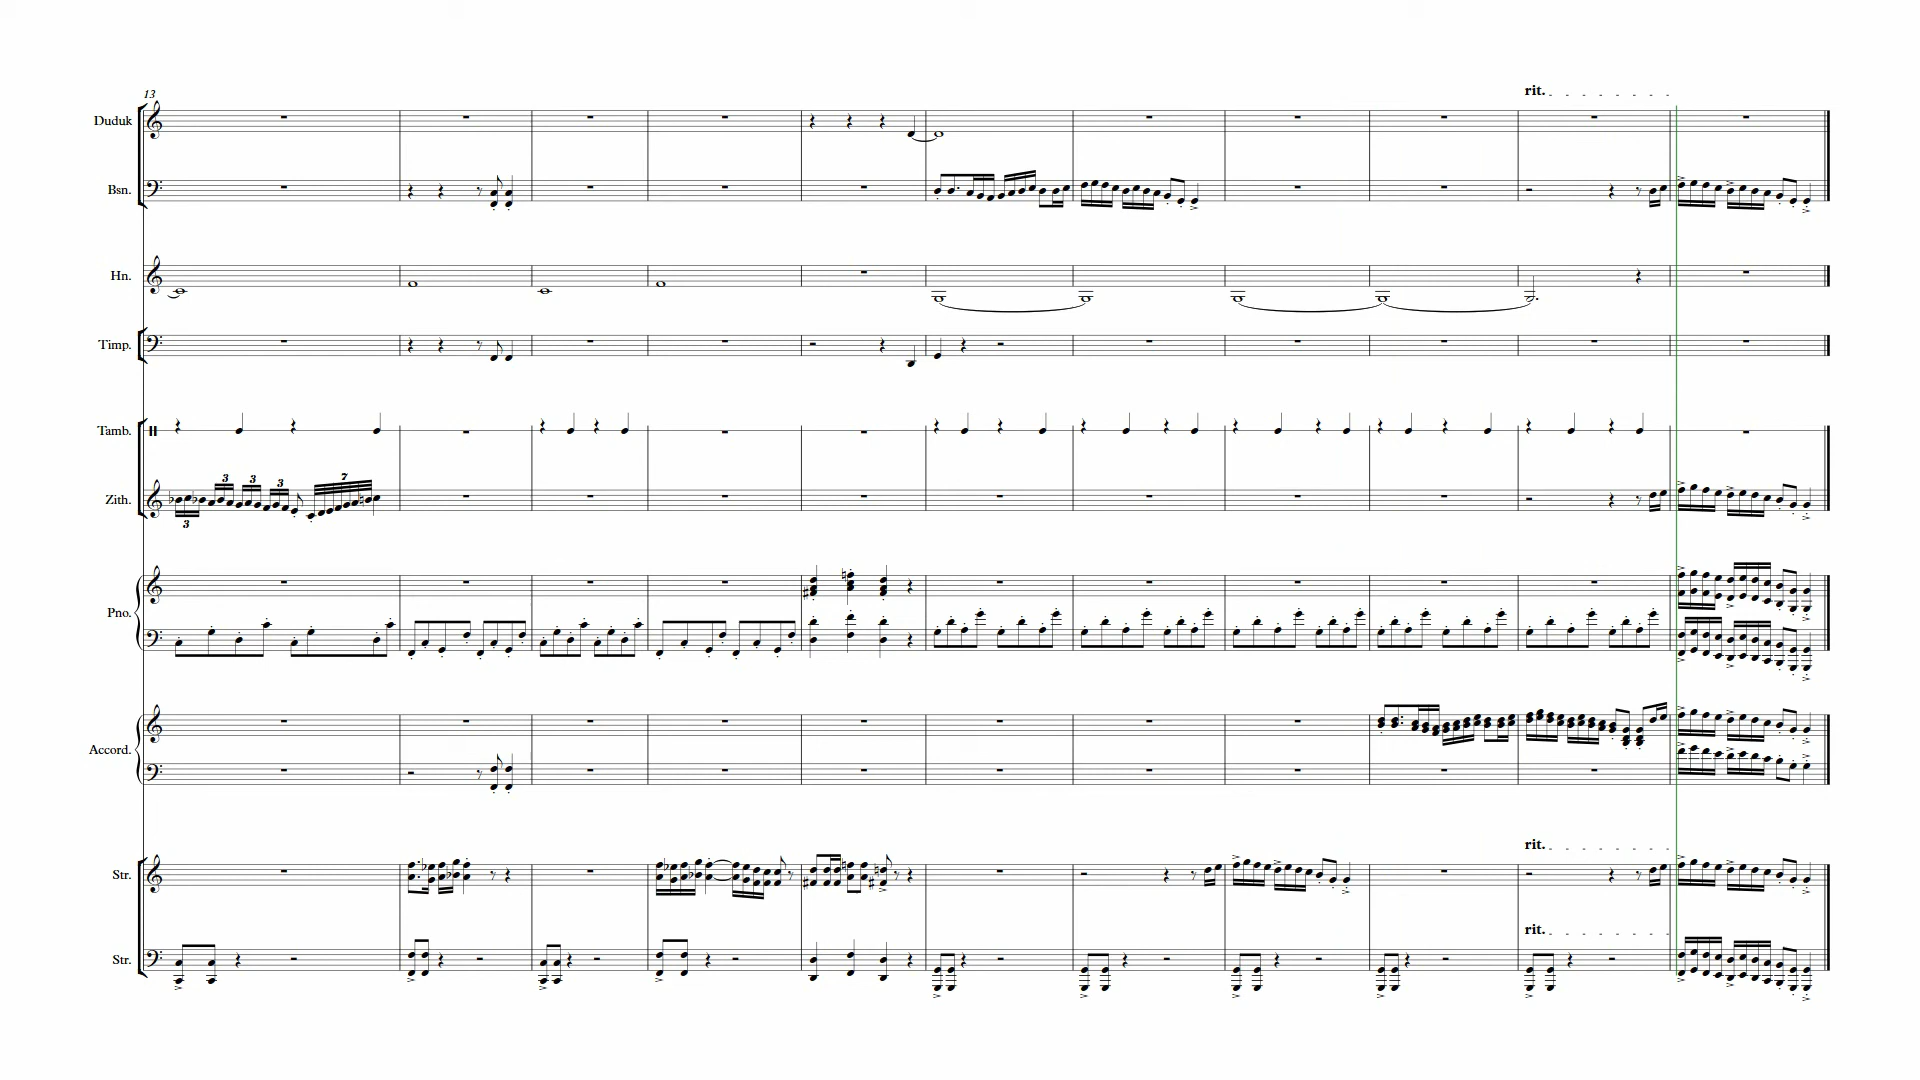 rit.
13
Duduk
Bsn.
Hn.
Timp.
Tamb.
3 3 3 7
Zith.
3
Pno.
Accord.
rit.
Str.
rit.
Str.